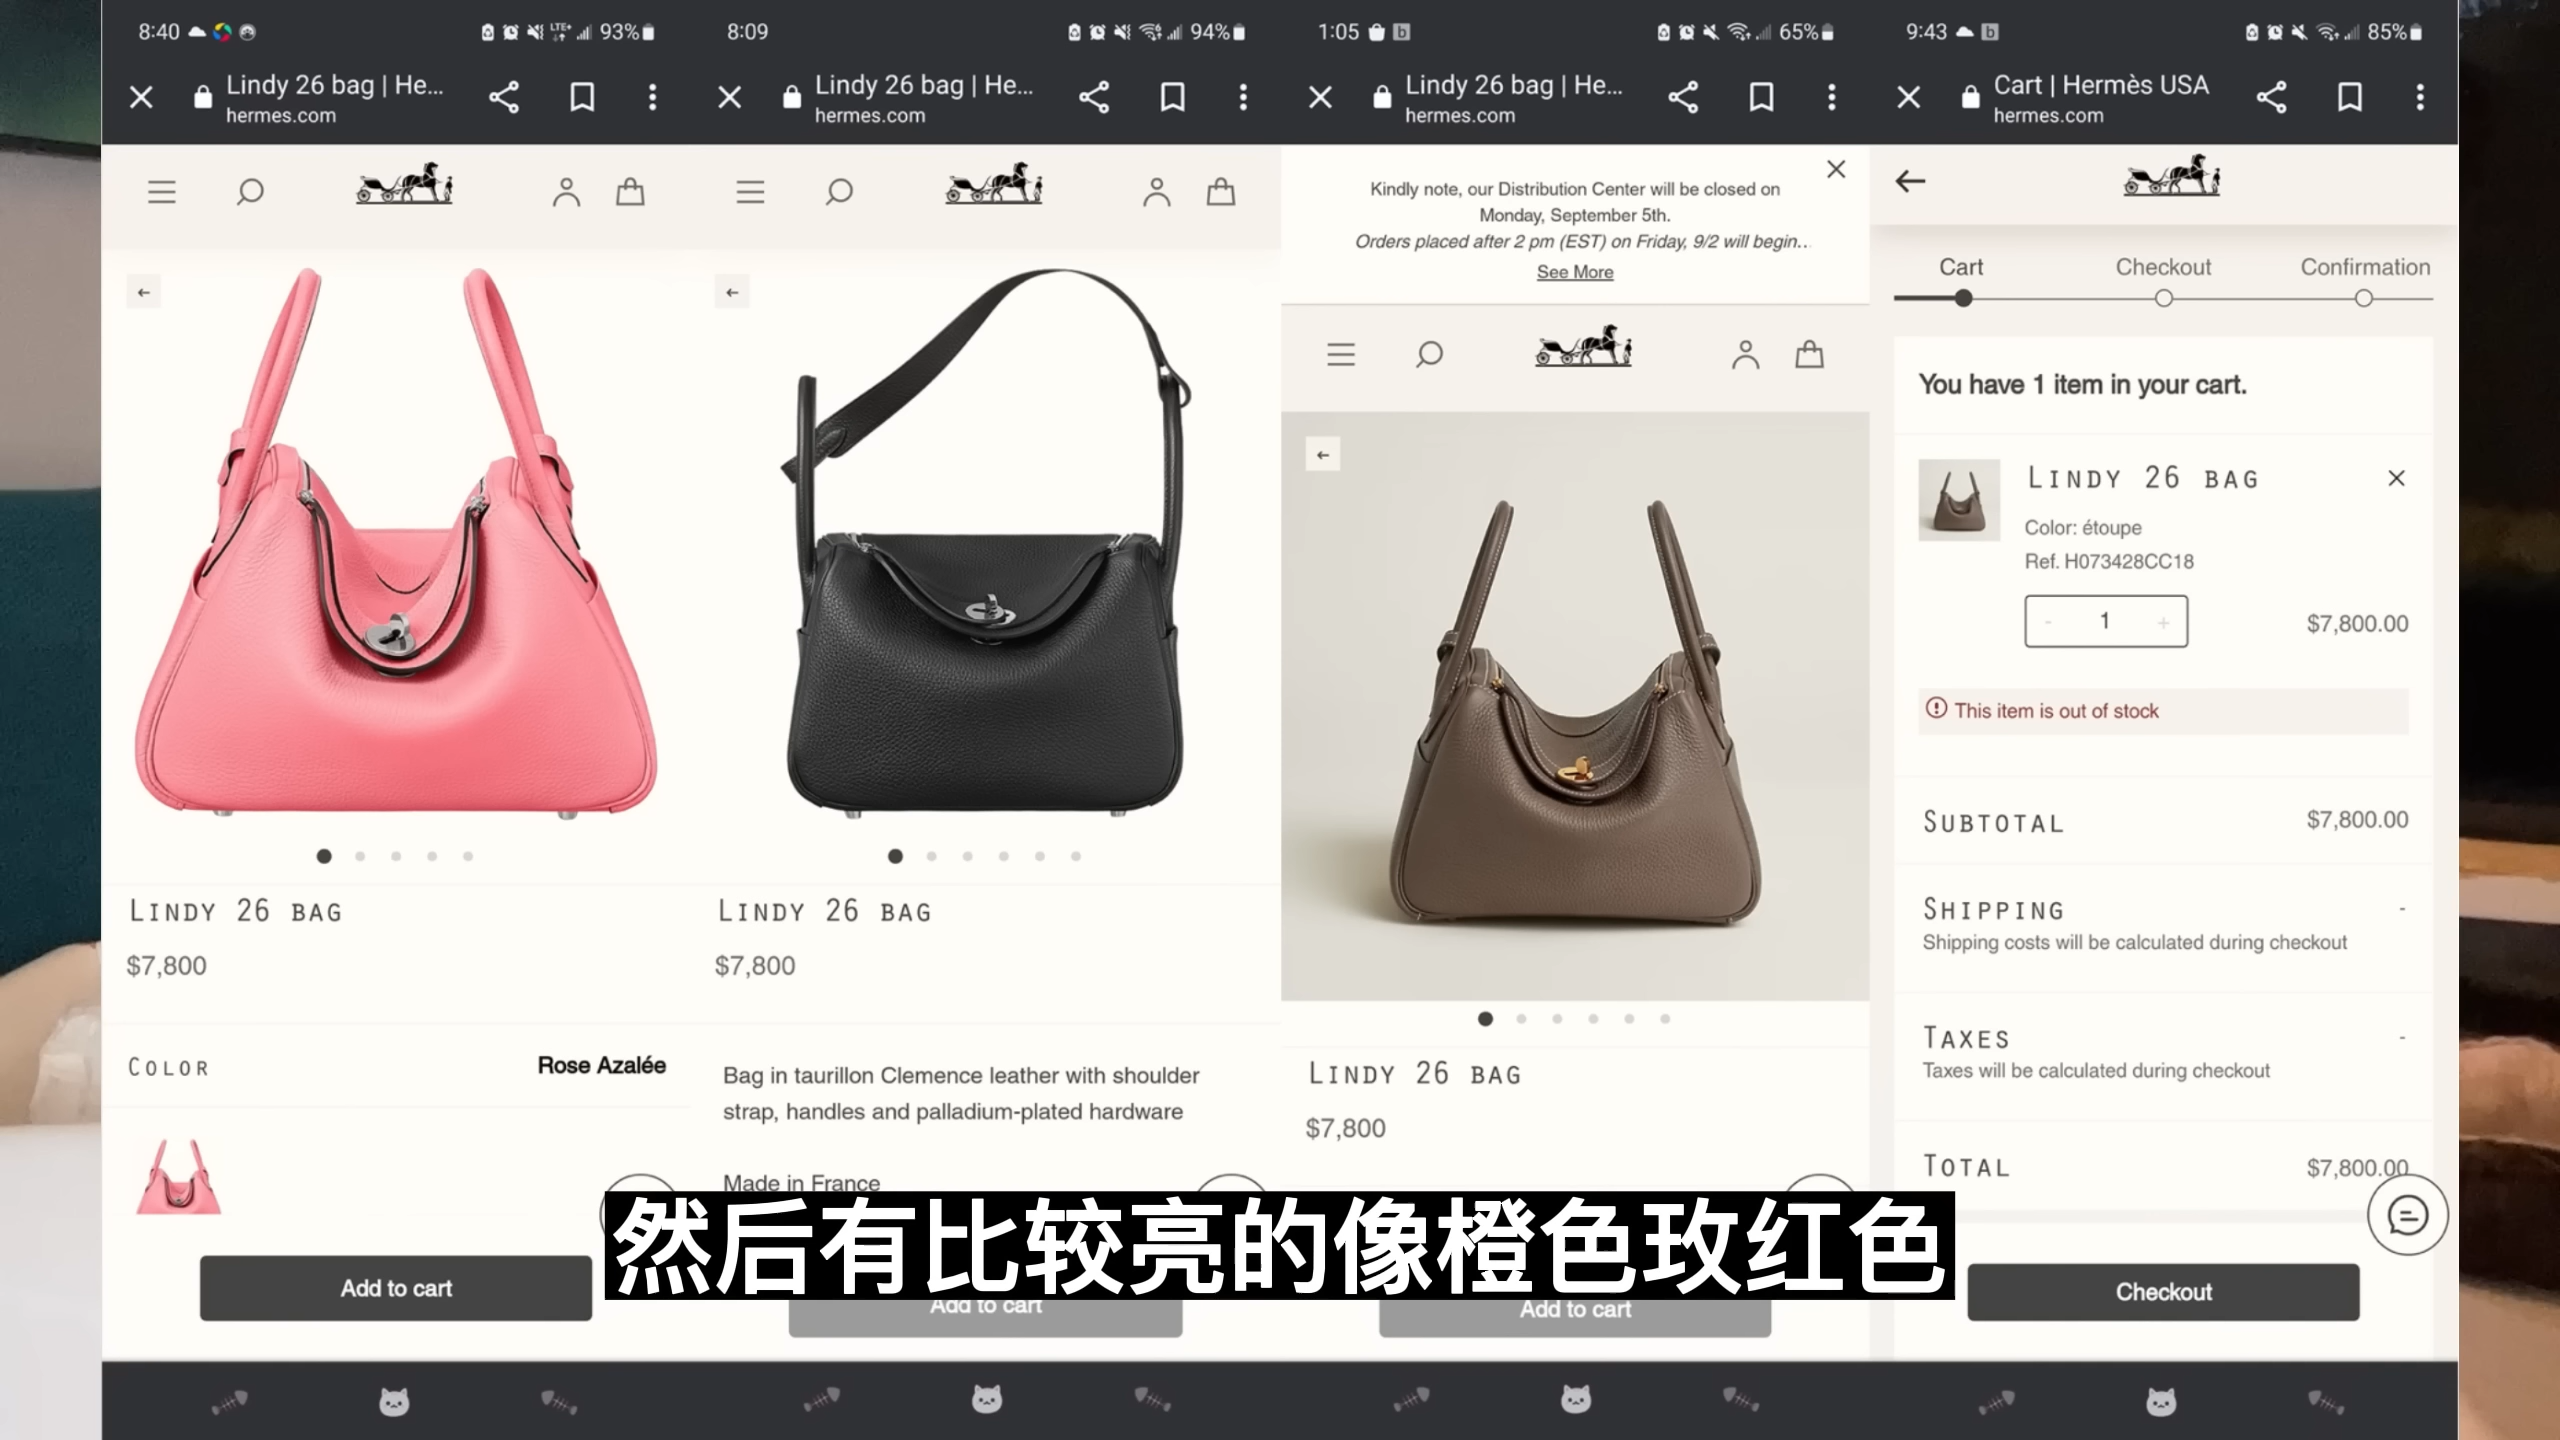 8:40
LTE+
93%
Lindy 26 bag | He...
hermes.com
LINDY 26 BAG
$7,800
COLOR
Rose Azalée
Add to cart
8:09
94%
Lindy 26 bag | He...
hermes.com
LINDY 26 BAG
$7,800
Bag in taurillon Clemence leather with shoulder
strap, handles and palladium-plated hardware
Made in France
Add to cart
1:05
65%
Lindy 26 bag | He...
hermes.com
Kindly note, our Distribution Center will be closed on
Monday, September 5th.
Orders placed after 2 pm (EST) on Friday, 9/2 will begin...
See More
LINDY 26 BAG
$7,800
Add to cart
9:43
85%
Cart | Hermès USA
hermes.com
Cart
Checkout
Confirmation
You have 1 item in your cart.
LINDY 26 BAG
Color: étoupe
Ref. H073428CC18
- 1 +
$7,800.00
This item is out of stock
SUBTOTAL
$7,800.00
SHIPPING
-
Shipping costs will be calculated during checkout
TAXES
-
Taxes will be calculated during checkout
TOTAL
$7,800.00
Checkout
然后有比较亮的像橙色玫红色